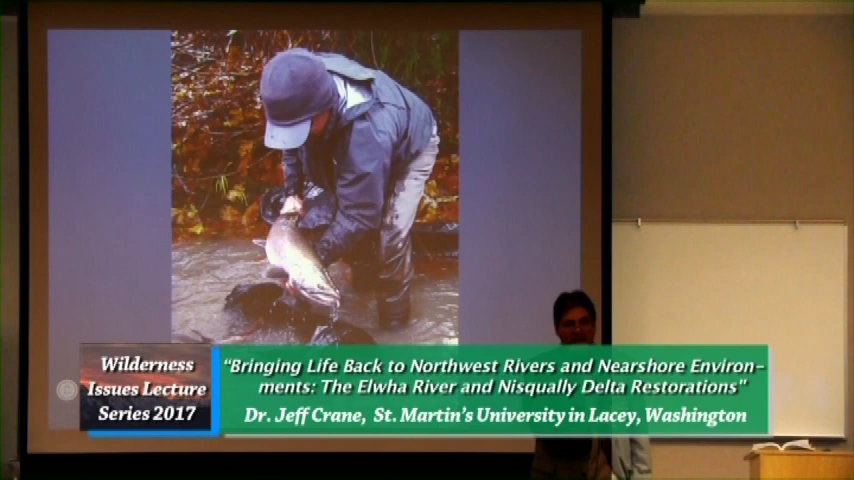 Wilderness
Issues Lecture
Series 2017
"Bringing Life Back to Northwest Rivers and Nearshore Environ-
ments: The Elwha River and Nisqually Delta Restorations"
Dr. Jeff Crane, St. Martin's University in Lacey, Washington